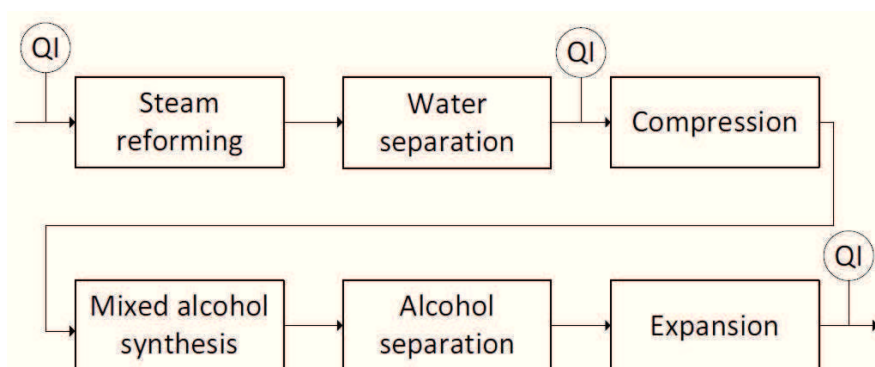 QI
QI
Steam
reforming
Water
separation
Compression
QI
Mixed alcohol
synthesis
Alcohol
separation
Expansion